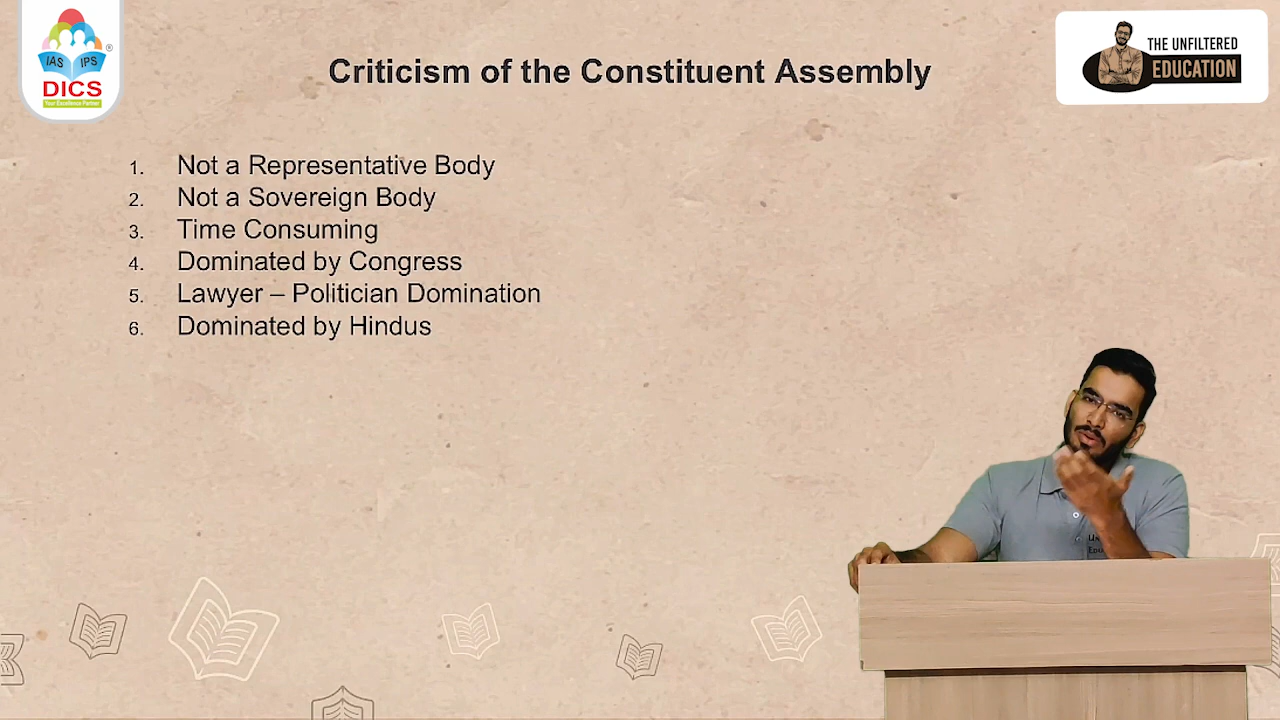 IAS IPS
DICS
Your Excellence Partner
®
Criticism of the Constituent Assembly
THE UNFILTERED
EDUCATION
1. Not a Representative Body
2. Not a Sovereign Body
3. Time Consuming
4. Dominated by Congress
5. Lawyer – Politician Domination
6. Dominated by Hindus